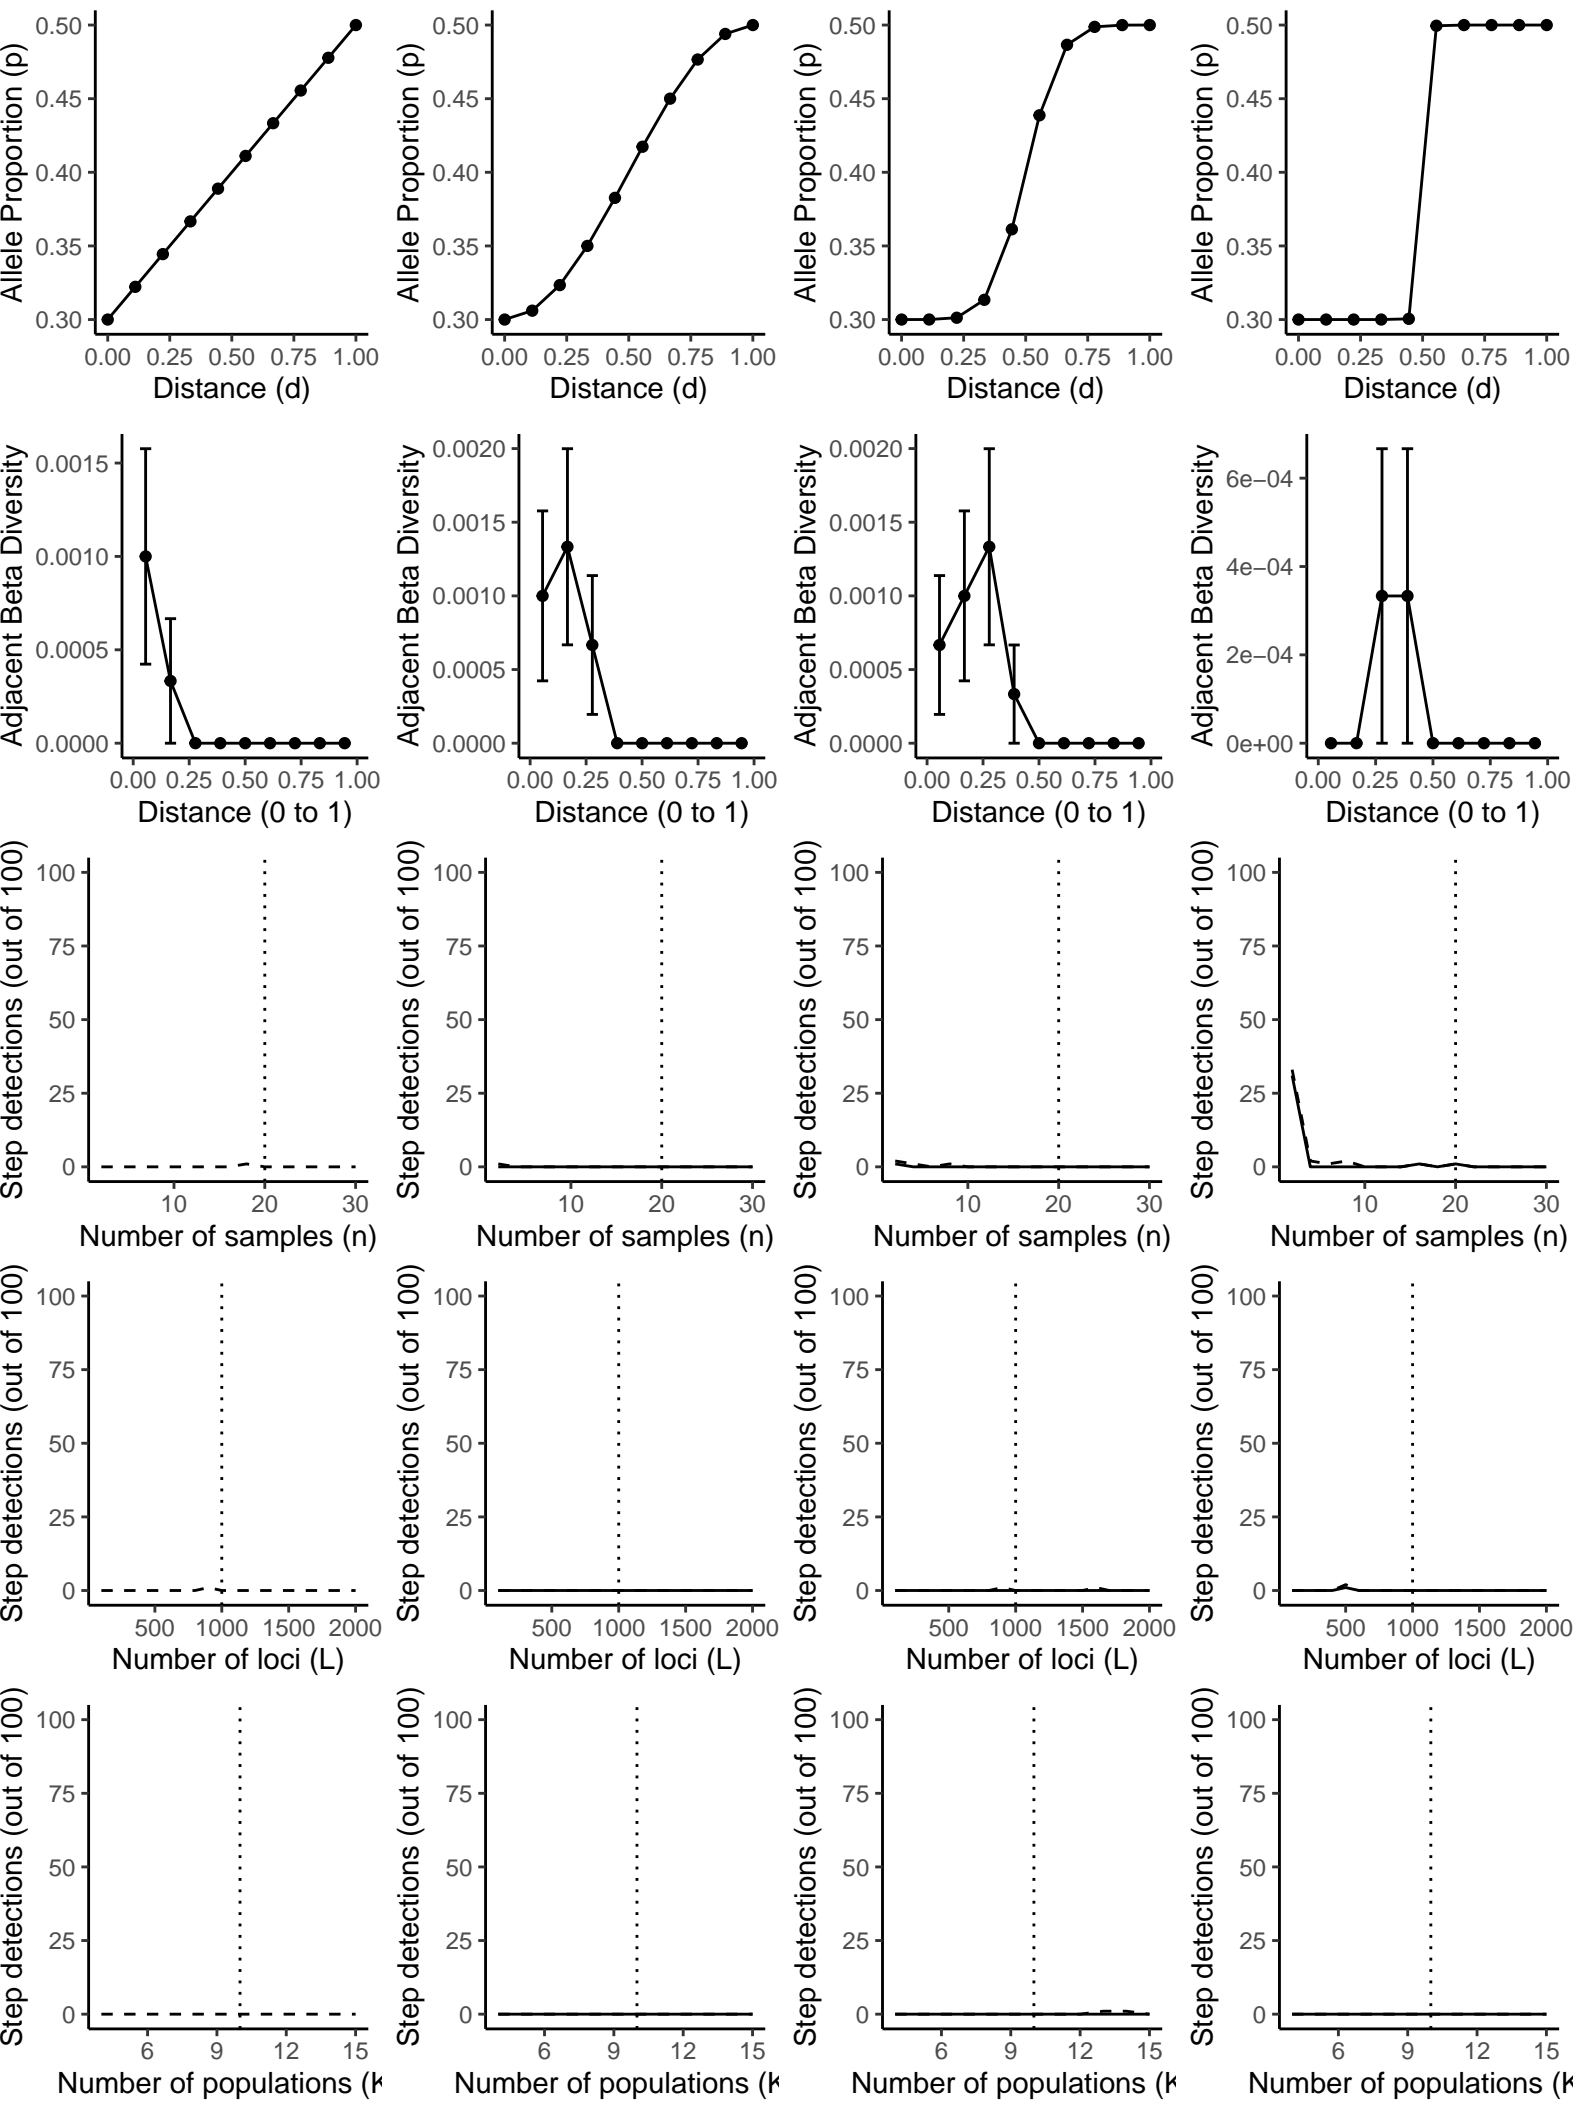 Allele Proportion (p)
0.50
0.45
0.40
0.35
0.30
0.00 0.25 0.50 0.75 1.00
Distance (d)
Allele Proportion (p)
0.50
0.45
0.40
0.35
0.30
0.00 0.25 0.50 0.75 1.00
Distance (d)
Allele Proportion (p)
0.50
0.45
0.40
0.35
0.30
0.00 0.25 0.50 0.75 1.00
Distance (d)
Allele Proportion (p)
0.50
0.45
0.40
0.35
0.30
0.00 0.25 0.50 0.75 1.00
Distance (d)
Adjacent Beta Diversity
0.0015
0.0010
0.0005
0.0000
0.00 0.25 0.50 0.75 1.00
Distance (0 to 1)
Adjacent Beta Diversity
0.0020
0.0015
0.0010
0.0005
0.0000
0.00 0.25 0.50 0.75 1.00
Distance (0 to 1)
Adjacent Beta Diversity
0.0020
0.0015
0.0010
0.0005
0.0000
0.00 0.25 0.50 0.75 1.00
Distance (0 to 1)
Adjacent Beta Diversity
6e−04
4e−04
2e−04
0e+00
0.00 0.25 0.50 0.75 1.00
Distance (0 to 1)
Step detections (out of 100)
100
75
50
25
0
10 20 30
Number of samples (n)
Step detections (out of 100)
100
75
50
25
0
10 20 30
Number of samples (n)
Step detections (out of 100)
100
75
50
25
0
10 20 30
Number of samples (n)
Step detections (out of 100)
100
75
50
25
0
10 20 30
Number of samples (n)
Step detections (out of 100)
100
75
50
25
0
500 1000 1500 2000
Number of loci (L)
Step detections (out of 100)
100
75
50
25
0
500 1000 1500 2000
Number of loci (L)
Step detections (out of 100)
100
75
50
25
0
500 1000 1500 2000
Number of loci (L)
Step detections (out of 100)
100
75
50
25
0
500 1000 1500 2000
Number of loci (L)
Step detections (out of 100)
100
75
50
25
0
6 9 12 15
Number of populations (K
Step detections (out of 100)
100
75
50
25
0
6 9 12 15
Number of populations (K
Step detections (out of 100)
100
75
50
25
0
6 9 12 15
Number of populations (K
Step detections (out of 100)
100
75
50
25
0
6 9 12 15
Number of populations (K